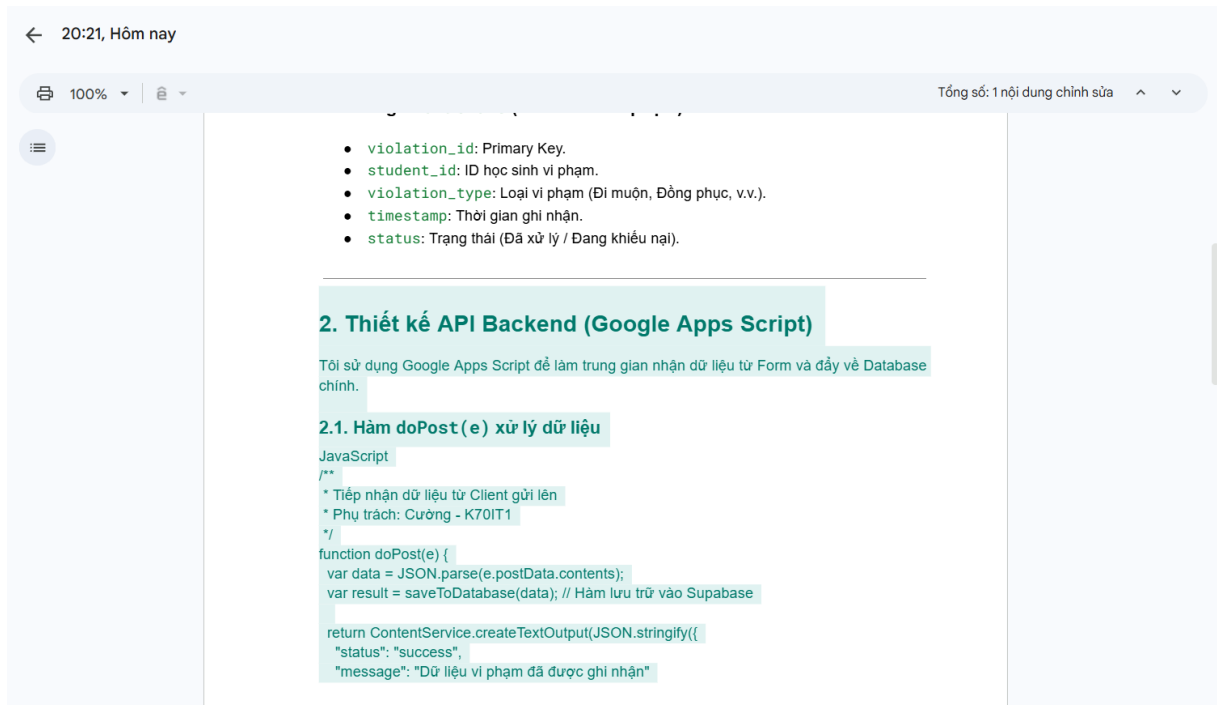 20:21, Hôm nay
100%
ê
Tổng số: 1 nội dung chỉnh sửa
violation_id: Primary Key.
student_id: ID học sinh vi phạm.
violation_type: Loại vi phạm (Đi muộn, Đồng phục, v.v.).
timestamp: Thời gian ghi nhận.
status: Trạng thái (Đã xử lý / Đang khiếu nại).
2. Thiết kế API Backend (Google Apps Script)
Tôi sử dụng Google Apps Script để làm trung gian nhận dữ liệu từ Form và đẩy về Database
chính.
2.1. Hàm doPost(e) xử lý dữ liệu
JavaScript
/**
* Tiếp nhận dữ liệu từ Client gửi lên
* Phụ trách: Cường - K70IT1
*/
function doPost(e) {
var data = JSON.parse(e.postData.contents);
var result = saveToDatabase(data); // Hàm lưu trữ vào Supabase
return ContentService.createTextOutput(JSON.stringify({
"status": "success",
"message": "Dữ liệu vi phạm đã được ghi nhận"